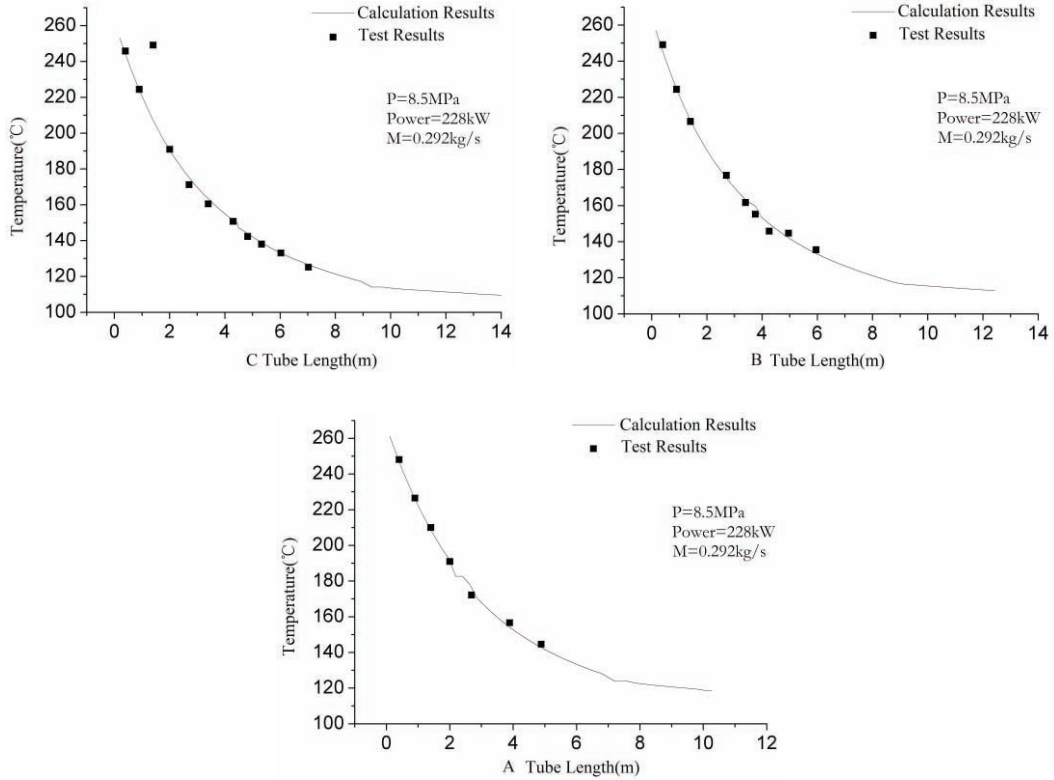 Calculation Results
Test Results
P=8.5MPa
Power=228kW
M=0.292kg/s
Temperature(℃)
260
240
220
200
180
160
140
120
100
0 2 4 6 8 10 12 14
C Tube Length(m)
Calculation Results
Test Results
P=8.5MPa
Power=228kW
M=0.292kg/s
Temperature(℃)
260
240
220
200
180
160
140
120
100
0 2 4 6 8 10 12 14
B Tube Length(m)
Calculation Results
Test Results
P=8.5MPa
Power=228kW
M=0.292kg/s
Temperature(℃)
260
240
220
200
180
160
140
120
100
0 2 4 6 8 10 12
A Tube Length(m)